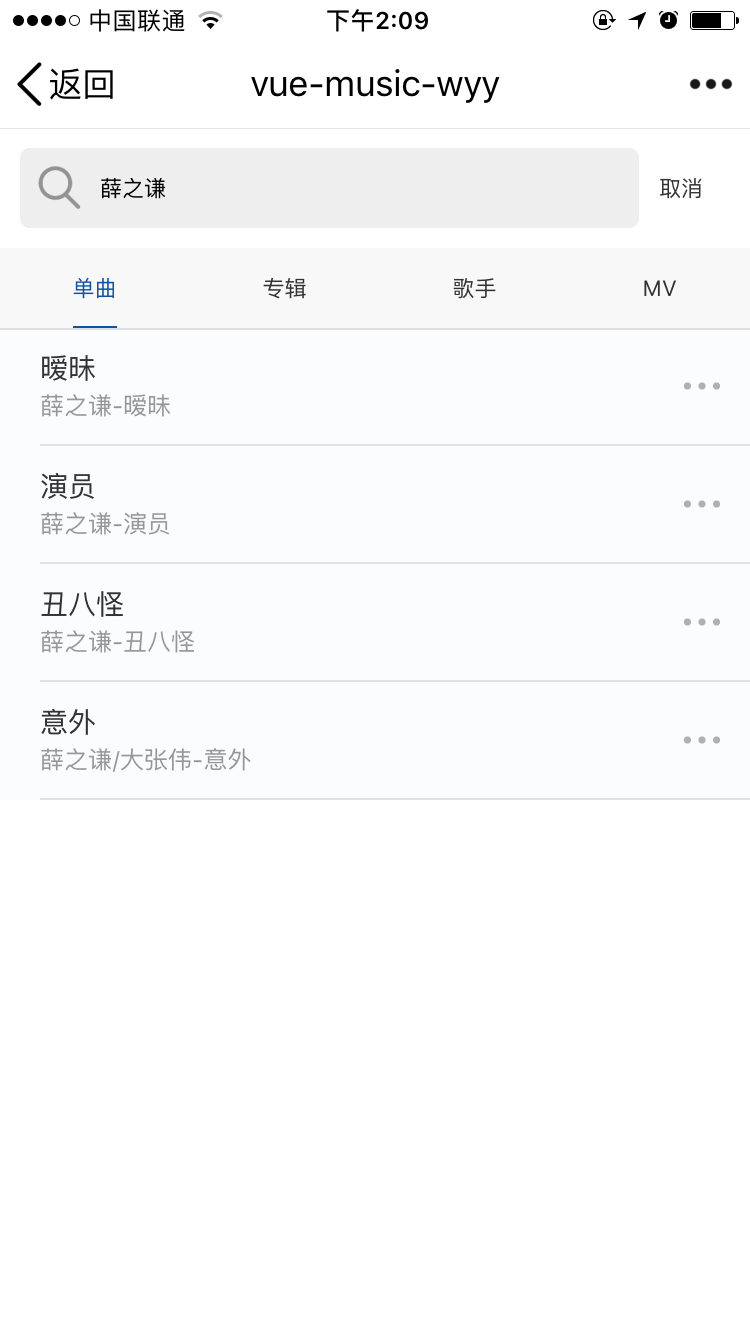 中国联通 下午2:09
返回 vue-music-wyy
薛之谦 取消
单曲 专辑 歌手 MV
暧昧
薛之谦-暧昧
演员
薛之谦-演员
丑八怪
薛之谦-丑八怪
意外
薛之谦/大张伟-意外